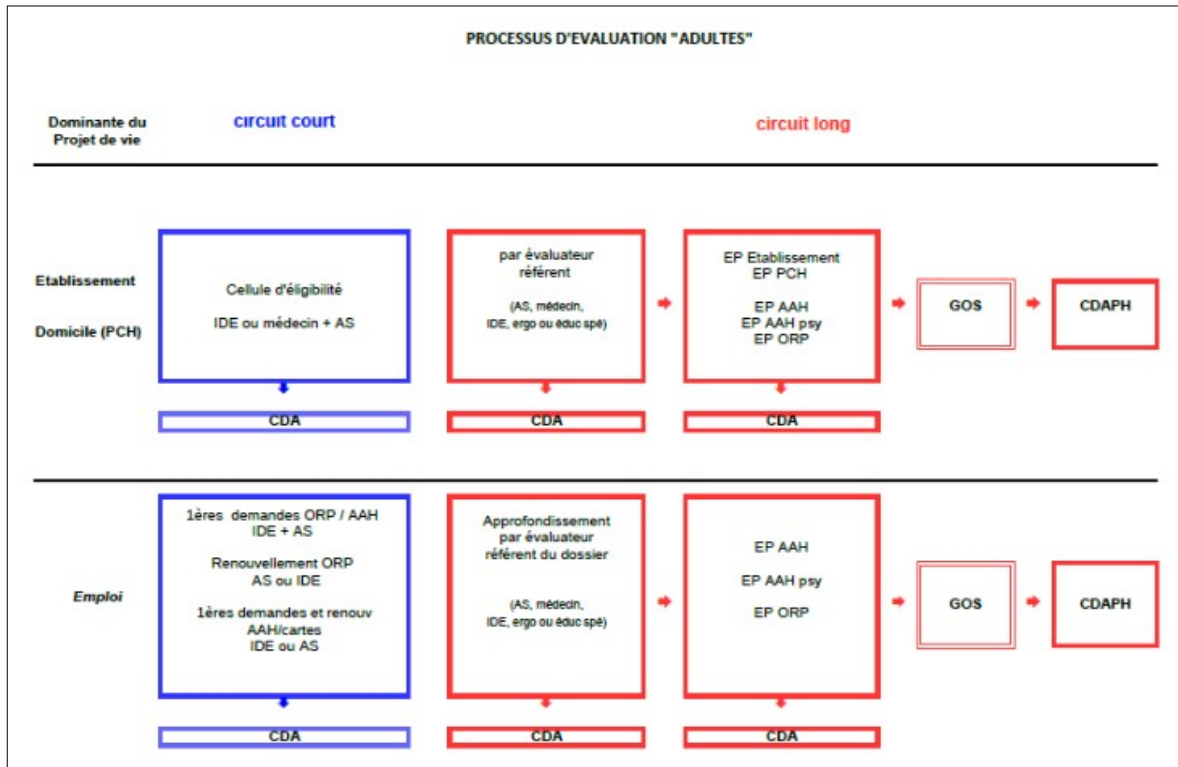 PROCESSUS D'EVALUATION "ADULTES"
Dominante du
Projet de vie
circuit court
circuit long
Etablissement
Domicile (PCH)
Cellule d'éligibilité
IDE ou médecin + AS
CDA
par évaluateur
référent
(AS, médecin,
IDE, ergo ou éduc spé)
CDA
EP Etablissement
EP PCH
EP AAH
EP AAH psy
EP ORP
CDA
GOS
CDAPH
Emploi
1ères demandes ORP / AAH
IDE + AS
Renouvellement ORP
AS ou IDE
1ères demandes et renouv
AAH/cartes
IDE ou AS
CDA
Approfondissement
par évaluateur
référent du dossier
(AS, médecin,
IDE, ergo ou éduc spé)
CDA
EP AAH
EP AAH psy
EP ORP
CDA
GOS
CDAPH